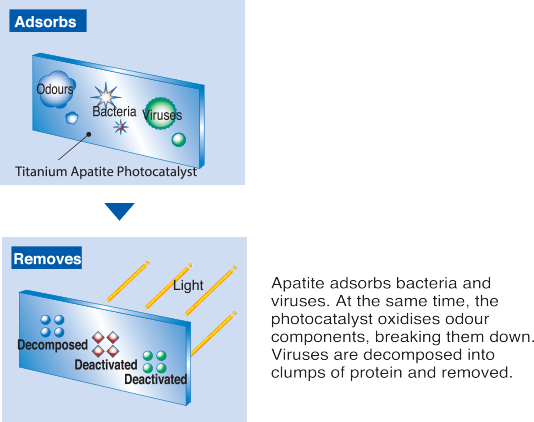 Adsorbs
Odours
Bacteria
Viruses
Titanium Apatite Photocatalyst
Removes
Light
Decomposed
Deactivated
Deactivated
Apatite adsorbs bacteria and
viruses. At the same time, the
photocatalyst oxidises odour
components, breaking them down.
Viruses are decomposed into
clumps of protein and removed.